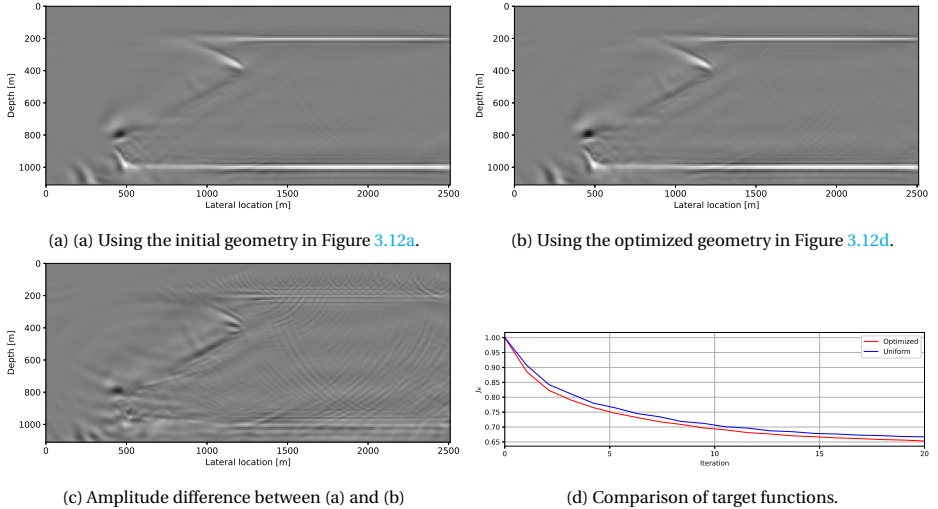 0
200
400
600
800
1000
Depth [m]
0 500 1000 1500 2000 2500
Lateral location [m]
(a) (a) Using the initial geometry in Figure 3.12a.
0
200
400
600
800
1000
Depth [m]
0 500 1000 1500 2000 2500
Lateral location [m]
(b) Using the optimized geometry in Figure 3.12d.
0
200
400
600
800
1000
Depth [m]
0 500 1000 1500 2000 2500
Lateral location [m]
(c) Amplitude difference between (a) and (b)
1.00
0.95
0.90
0.85
0.80
0.75
0.70
0.65
Optimized
Uniform
0 5 10 15 20
Iteration
(d) Comparison of target functions.